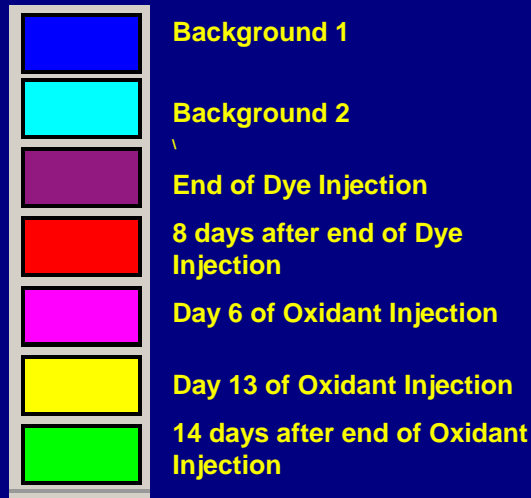 Background 1
Background 2
\
End of Dye Injection
8 days after end of Dye
Injection
Day 6 of Oxidant Injection
Day 13 of Oxidant Injection
14 days after end of Oxidant
Injection